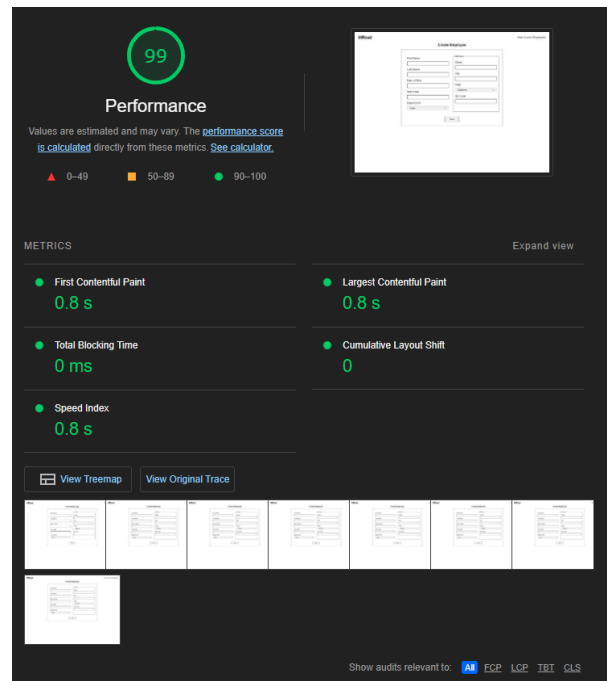 99
Performance
Values are estimated and may vary. The performance score
is calculated directly from these metrics. See calculator.
0–49
50–89
90–100
HRnet
Create Employee
METRICS
Expand view
First Contentful Paint
0.8 s
Largest Contentful Paint
0.8 s
Total Blocking Time
0 ms
Cumulative Layout Shift
0
Speed Index
0.8 s
View Treemap
View Original Trace
Show audits relevant to: All FCP LCP TBT CLS